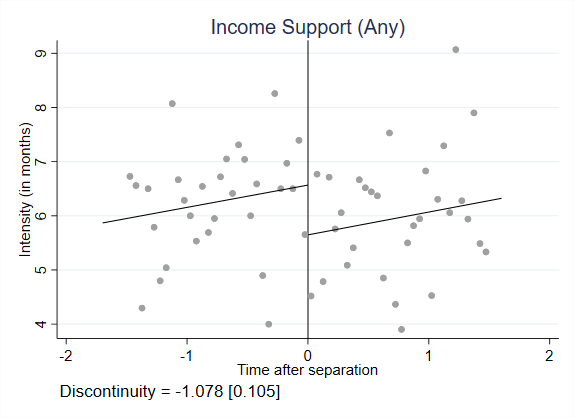 Income Support (Any)
Intensity (in months)
9
8
7
6
5
4
-2 -1 0 1 2
Time after separation
Discontinuity = -1.078 [0.105]